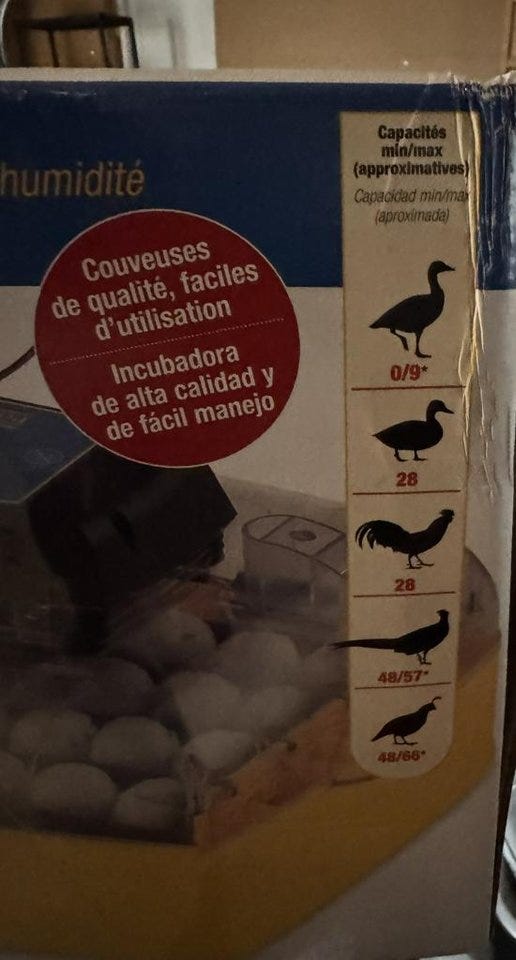 humidité
Couveuses
de qualité, faciles
d'utilisation
Incubadora
de alta calidad y
de fácil manejo
Capacités
min/max
(approximatives)
Capacidad min/max
(aproximada)
0/9*
28
28
48/57*
48/66*